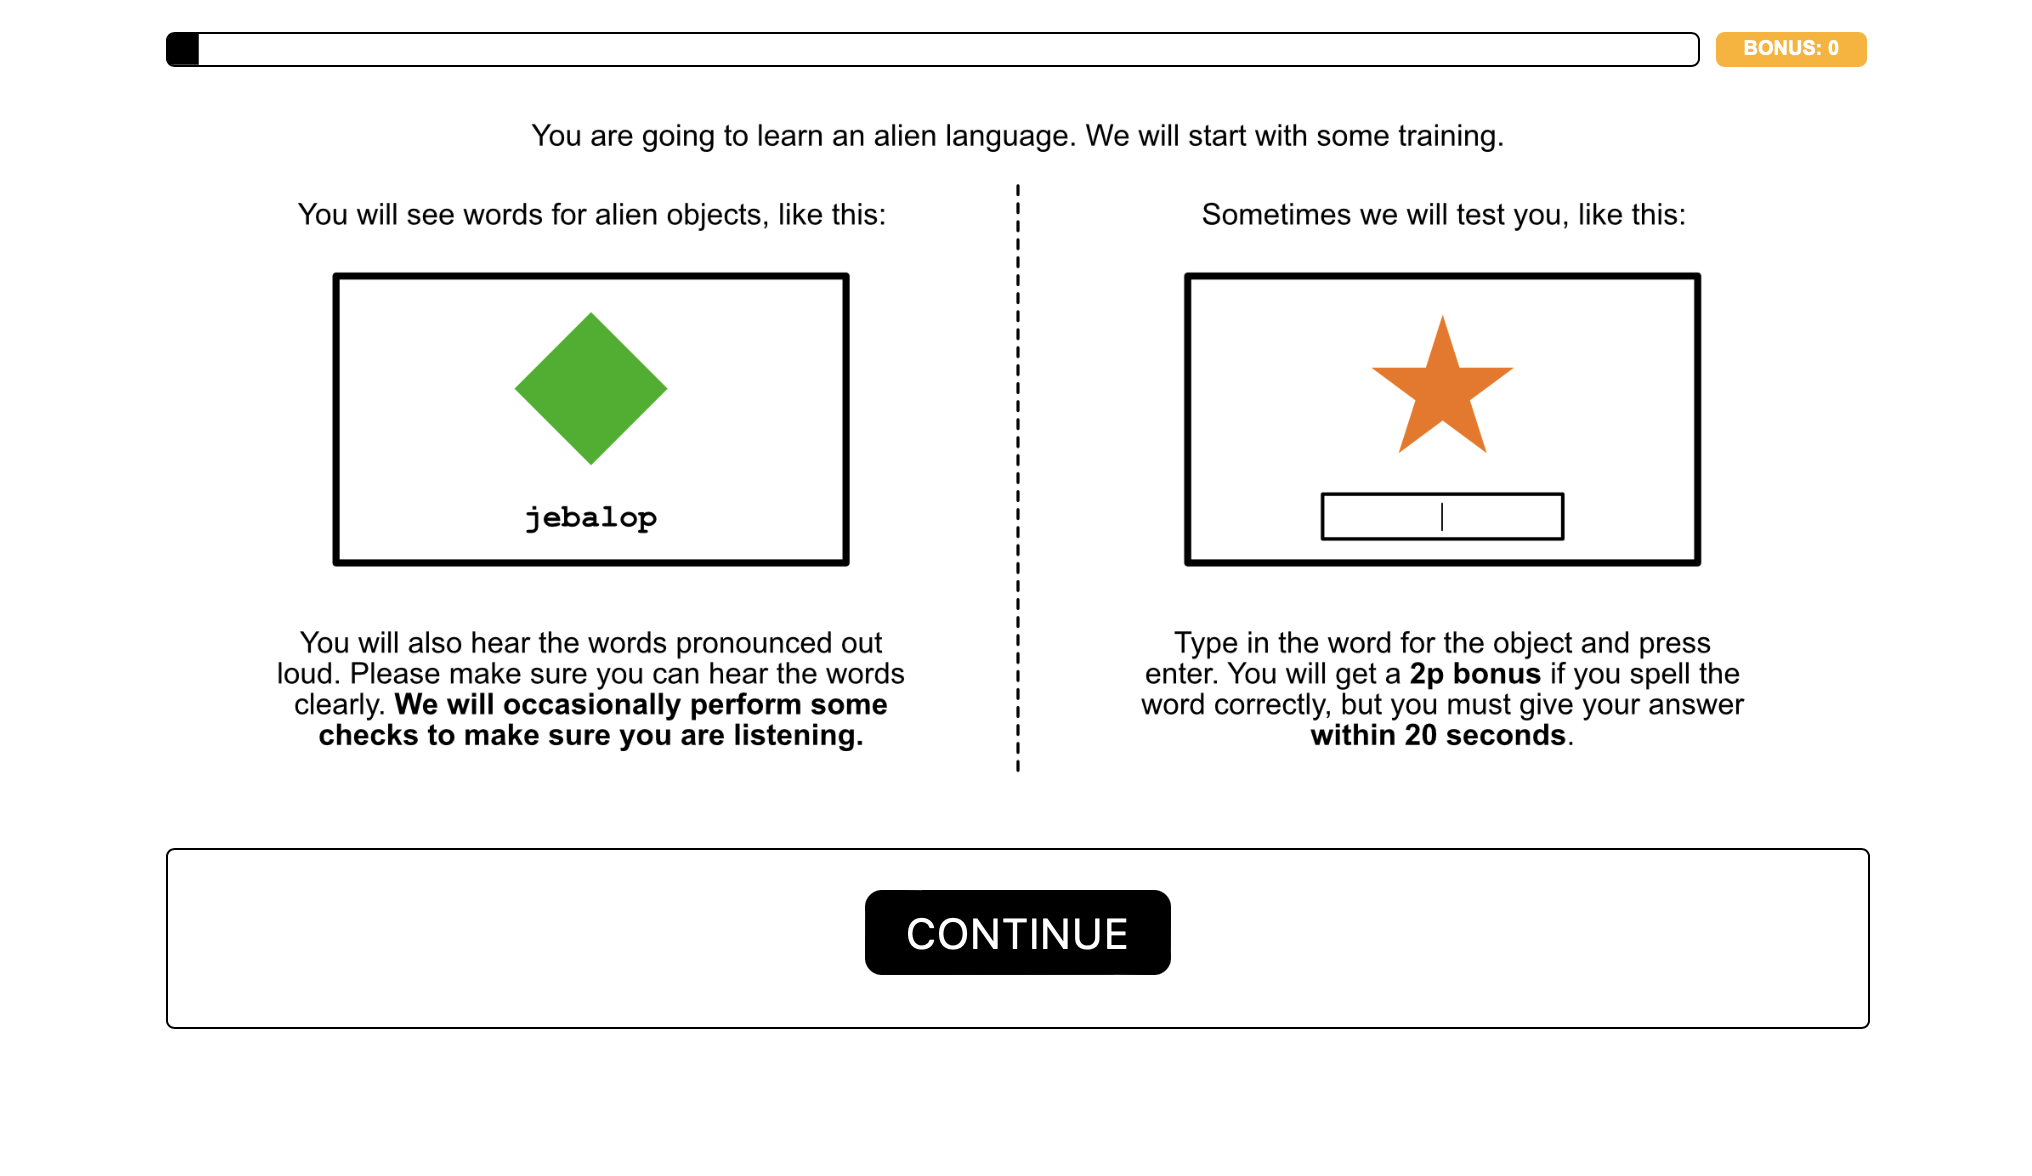 BONUS: 0
You are going to learn an alien language. We will start with some training.
You will see words for alien objects, like this:
jebalop
You will also hear the words pronounced out
loud. Please make sure you can hear the words
clearly. We will occasionally perform some
checks to make sure you are listening.
Sometimes we will test you, like this:
Type in the word for the object and press
enter. You will get a 2p bonus if you spell the
word correctly, but you must give your answer
within 20 seconds.
CONTINUE